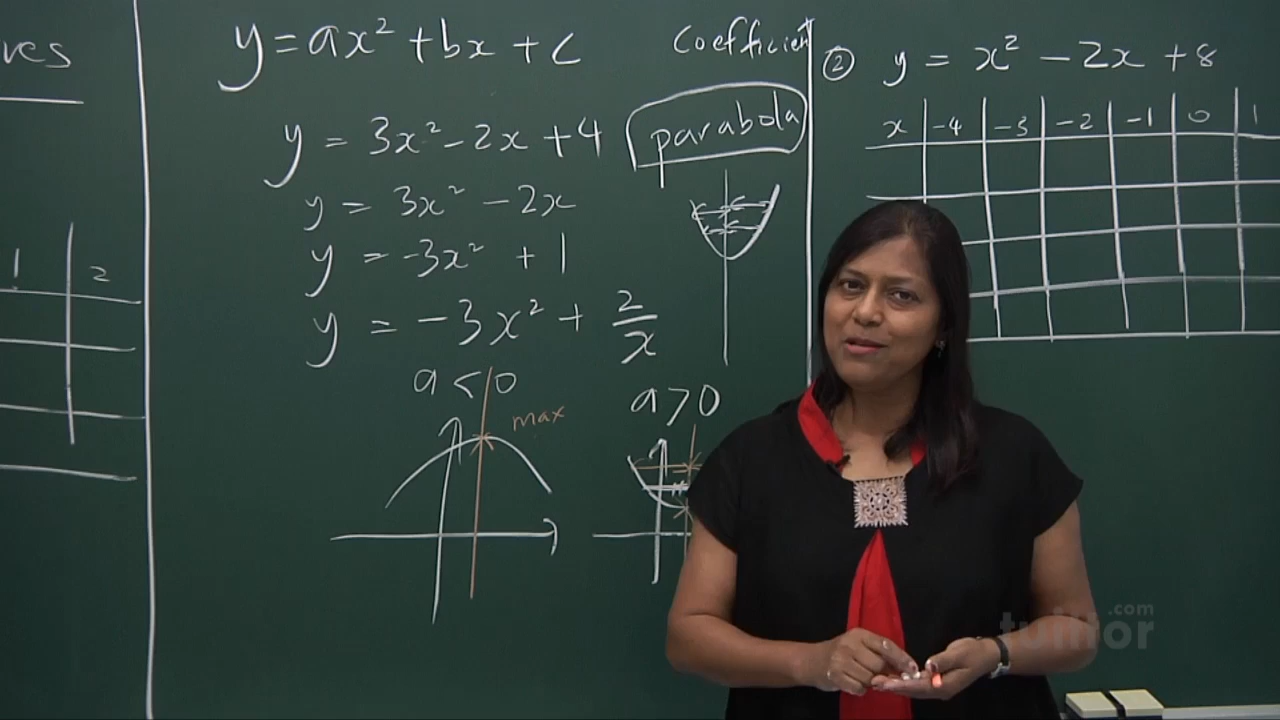 ves
1 2
y = ax² + bx + c
coefficient
y = 3x² - 2x + 4
parabola
y = 3x² - 2x
y = -3x² + 1
y = -3x² + 2/x
a < 0
max
a > 0
② y = x² - 2x + 8
x -4 -3 -2 -1 0 1
tuitior.com